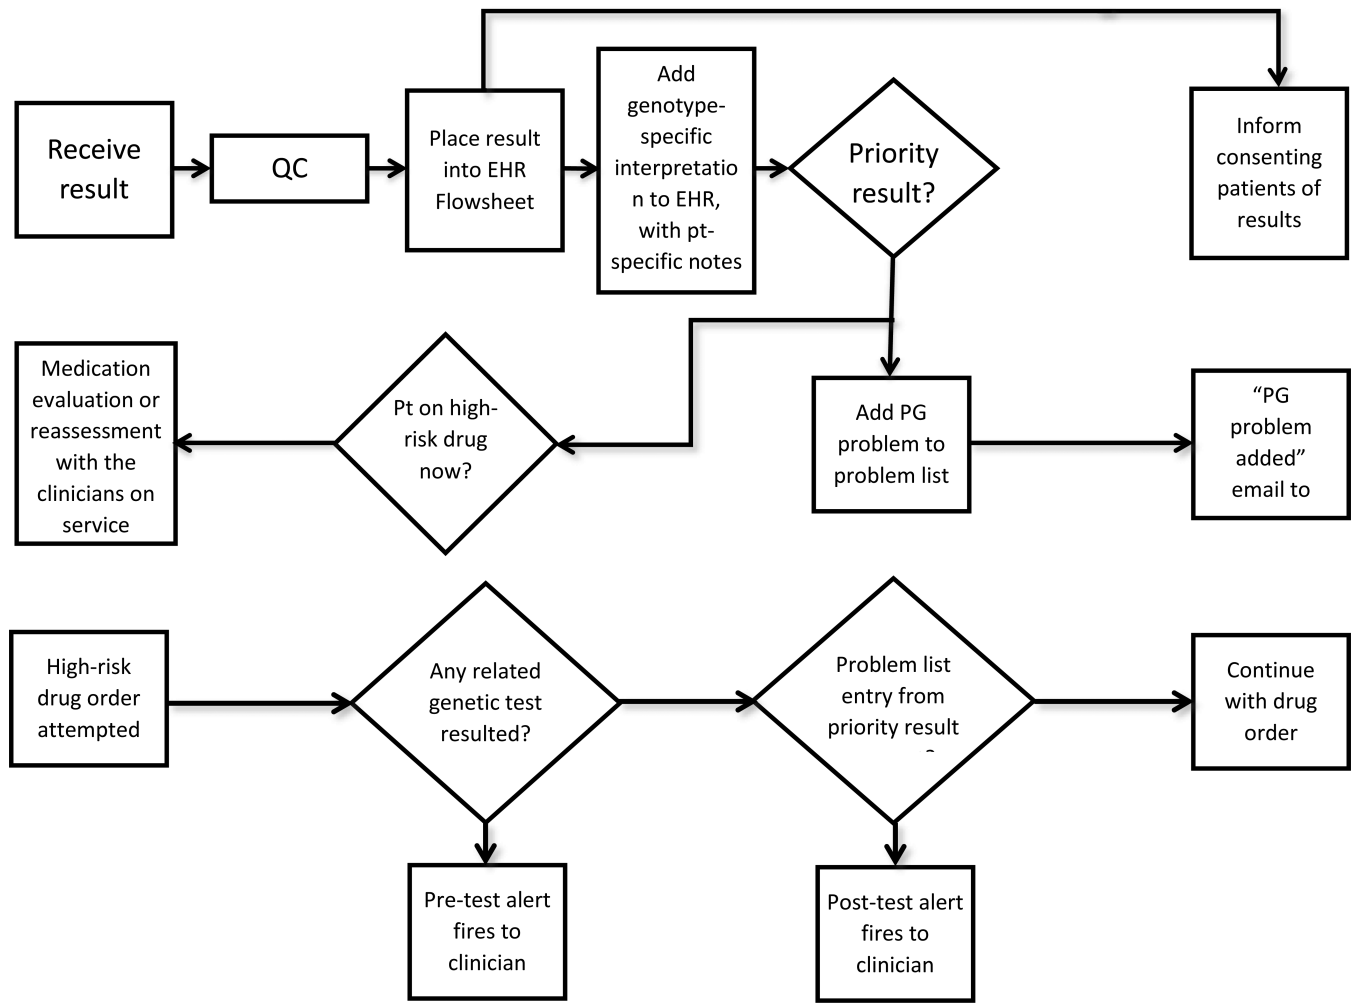 Receive
result
QC
Place result
into EHR
Flowsheet
Add
genotype-
specific
interpretatio
n to EHR,
with pt-
specific notes
Priority
result?
Inform
consenting
patients of
results
Medication
evaluation or
reassessment
with the
clinicians on
service
Pt on high-
risk drug
now?
Add PG
problem to
problem list
“PG
problem
added”
email to
High-risk
drug order
attempted
Any related
genetic test
resulted?
Problem list
entry from
priority result
Continue
with drug
order
Pre-test alert
fires to
clinician
Post-test alert
fires to
clinician